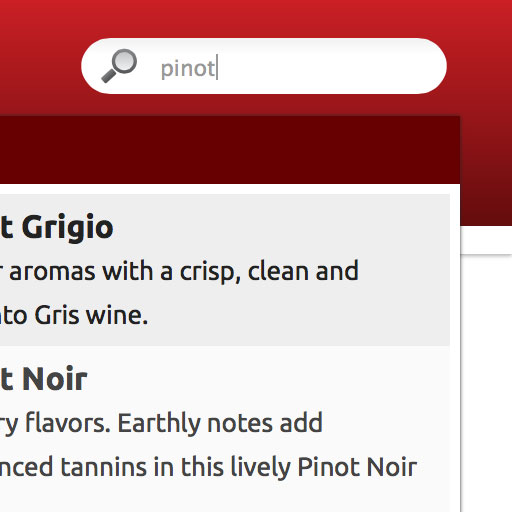 pinot
t Grigio
r aromas with a crisp, clean and
nto Gris wine.
t Noir
ry flavors. Earthly notes add
nced tannins in this lively Pinot Noir